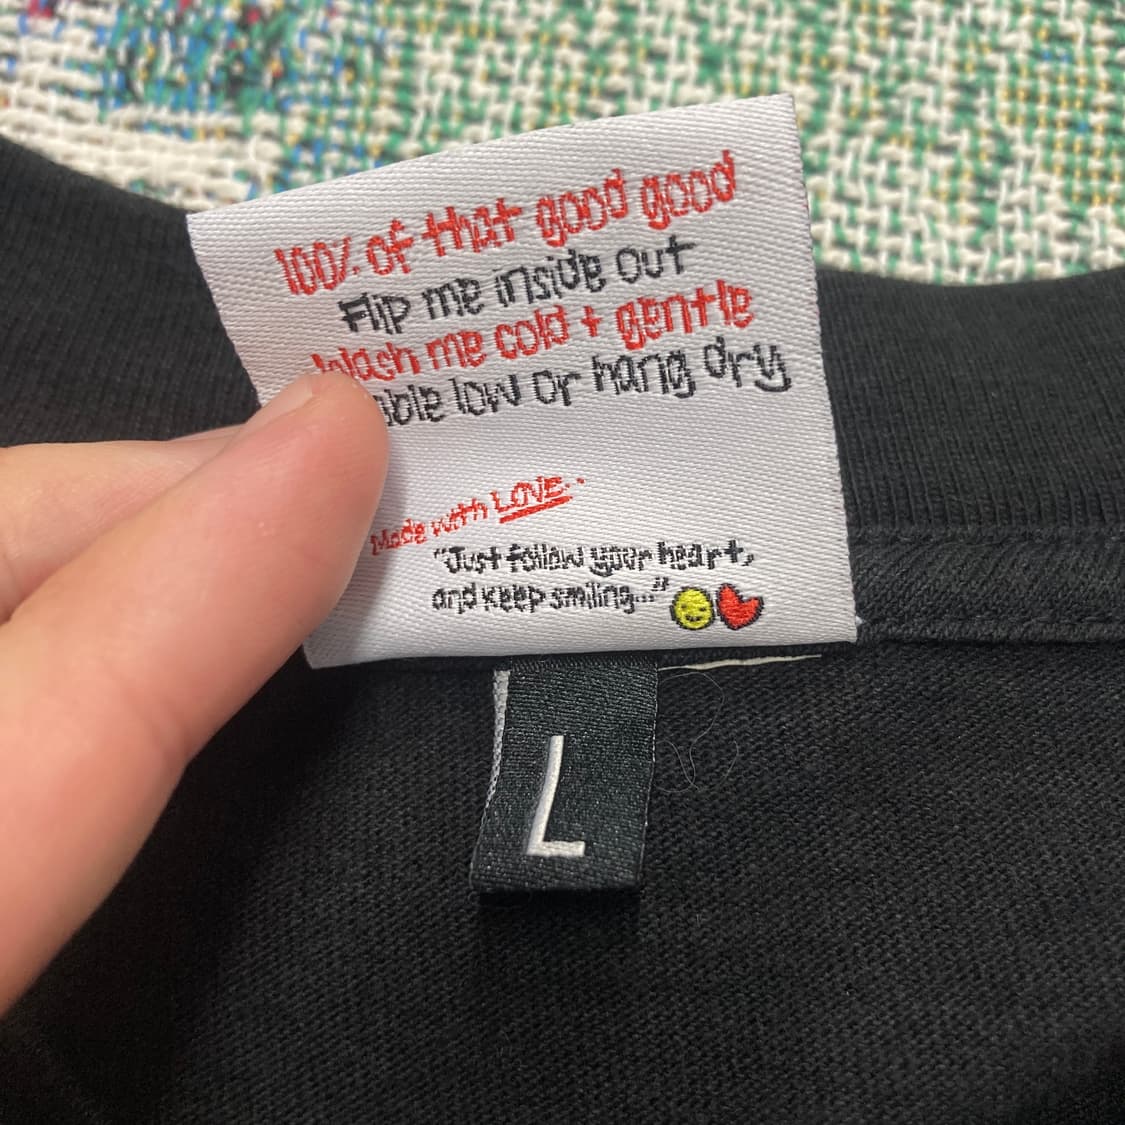 100% of that good good
Flip me inside out
Wash me cold + gentle
low or hang dry
Made with LOVE..
"Just follow your heart,
and keep smiling..."
L